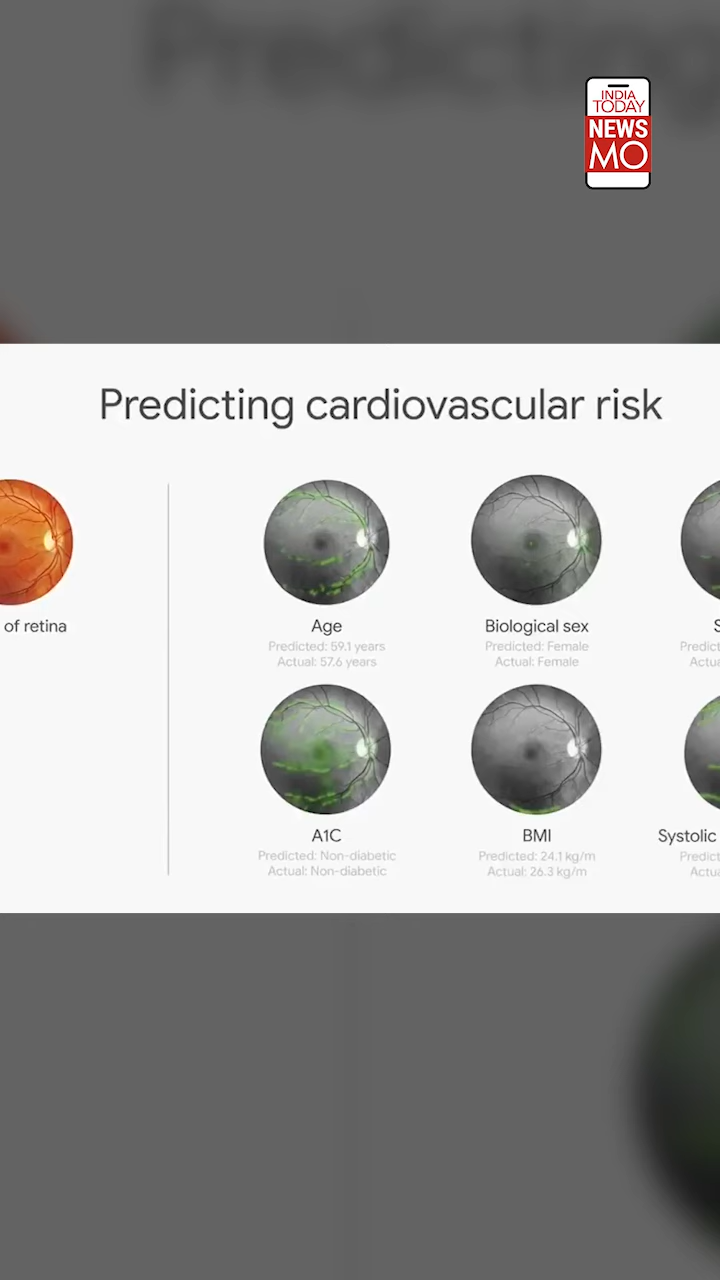 INDIA
TODAY
NEWS
MO
Predicting cardiovascular risk
of retina
Age
Predicted: 59.1 years
Actual: 57.6 years
Biological sex
Predicted: Female
Actual: Female
A1C
Predicted: Non-diabetic
Actual: Non-diabetic
BMI
Predicted: 24.1 kg/m
Actual: 26.3 kg/m
Systolic